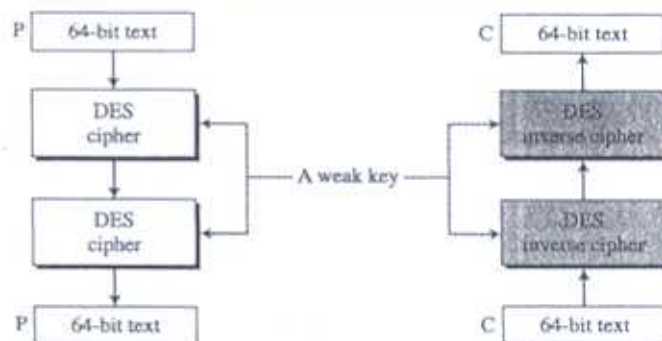 P 64-bit text
DES
cipher
DES
cipher
P 64-bit text
A weak key
C 64-bit text
DES
inverse cipher
DES
inverse cipher
C 64-bit text